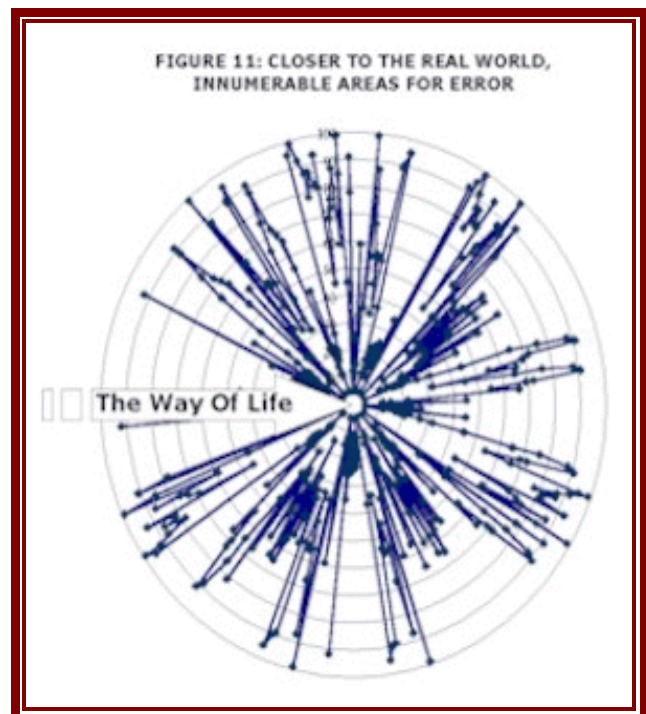 FIGURE 11: CLOSER TO THE REAL WORLD,
INNUMERABLE AREAS FOR ERROR
The Way Of Life